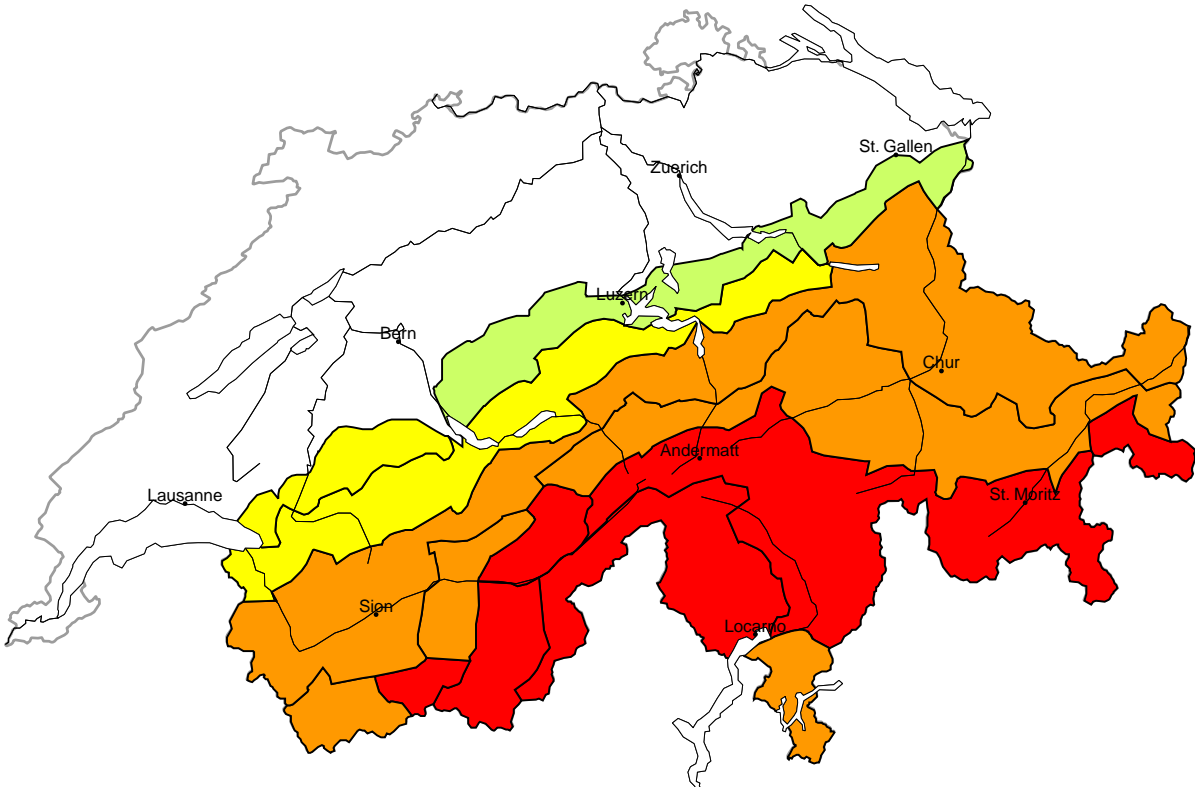 St. Gallen
Zuerich
Luzern
Bern
Chur
Andermatt
Lausanne
St. Moritz
Sion
Locarno